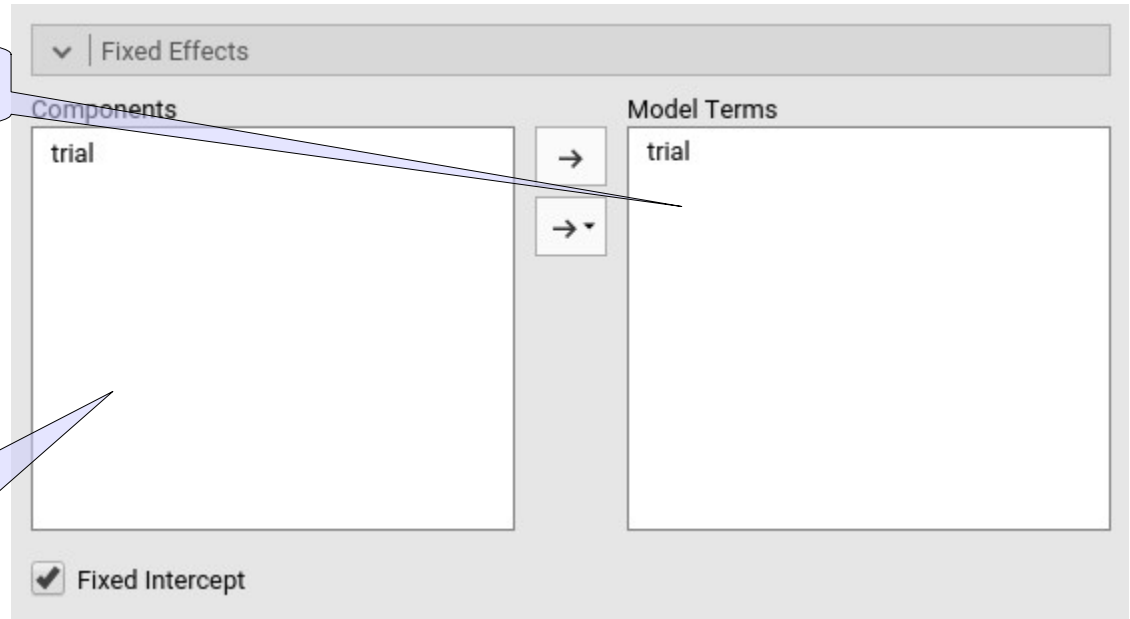 Fixed Effects
Components
Model Terms
trial
trial
Fixed Intercept